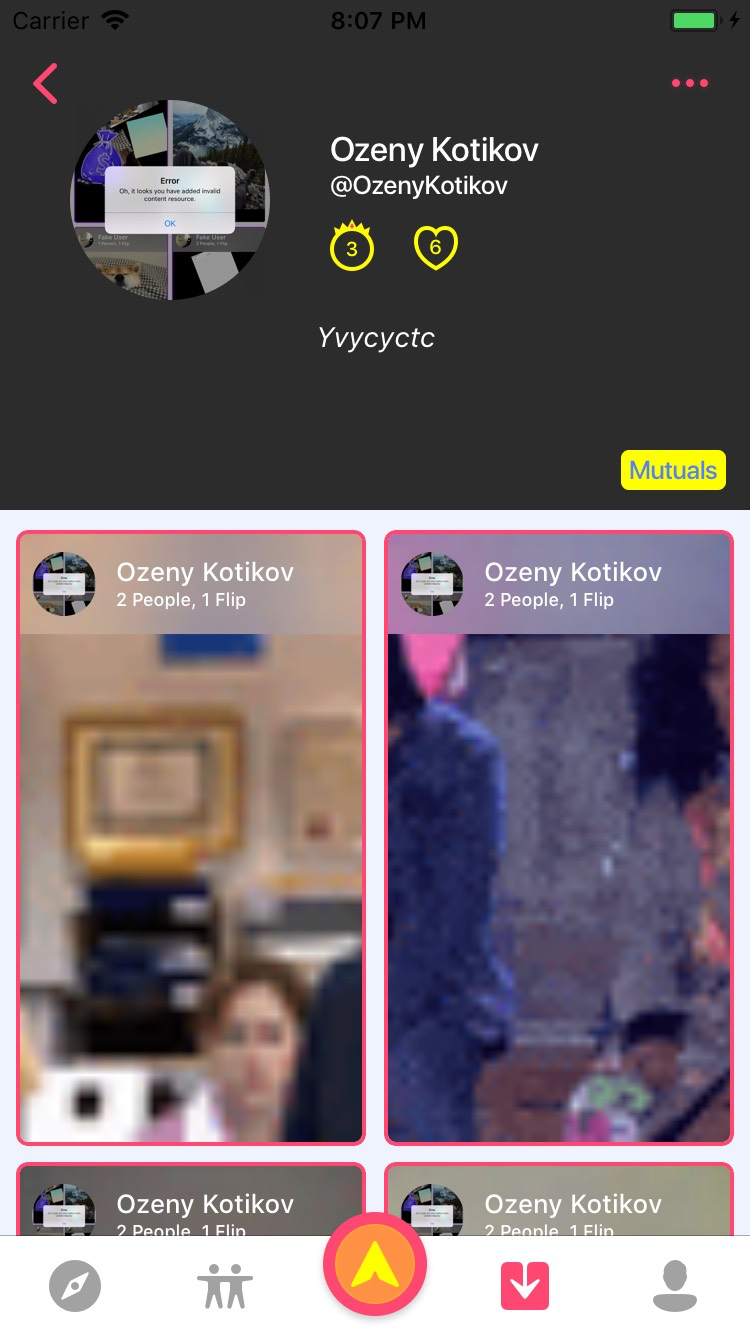 Carrier 8:07 PM
Ozeny Kotikov
@OzenyKotikov
Error
Oh, it looks you have added invalid
content resource.
OK
Fake User
1 Person, 1 Flip
Fake User
2 People, 1 Flip
3
6
Yvycyctc
Mutuals
Ozeny Kotikov
2 People, 1 Flip
Ozeny Kotikov
2 People, 1 Flip
Ozeny Kotikov
2 People, 1 Flip
Ozeny Kotikov
2 People, 1 Flip